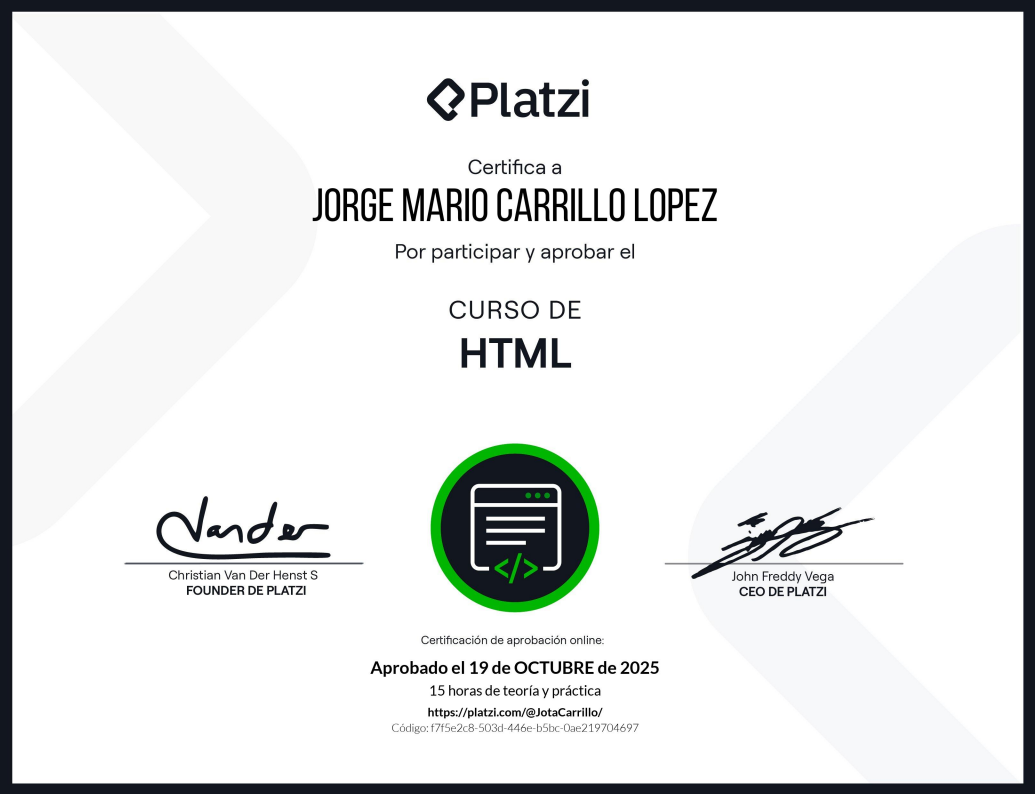 Platzi
Certifica a
JORGE MARIO CARRILLO LOPEZ
Por participar y aprobar el
CURSO DE
HTML
Vander
</>
Christian Van Der Henst S
FOUNDER DE PLATZI
John Freddy Vega
CEO DE PLATZI
Certificación de aprobación online:
Aprobado el 19 de OCTUBRE de 2025
15 horas de teoría y práctica
https://platzi.com/@JotaCarrillo/
Código: f7f5e2c8-503d-446e-b5bc-0ae219704697